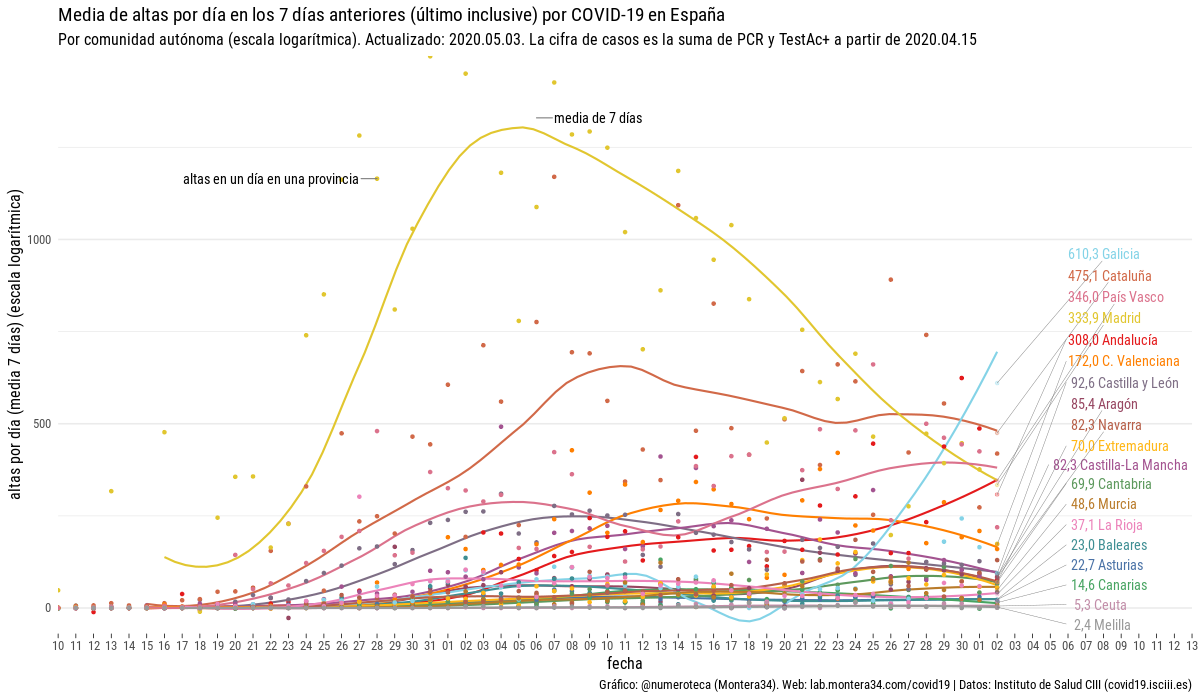 Media de altas por día en los 7 días anteriores (último inclusive) por COVID-19 en España
Por comunidad autónoma (escala logarítmica). Actualizado: 2020.05.03. La cifra de casos es la suma de PCR y TestAc+ a partir de 2020.04.15
media de 7 días
altas en un día en una provincia
altas por día (media 7 días) (escala logarítmica)
1000
500
0
610,3 Galicia
475,1 Cataluña
346,0 País Vasco
333,9 Madrid
308,0 Andalucía
172,0 C. Valenciana
92,6 Castilla y León
85,4 Aragón
82,3 Navarra
70,0 Extremadura
82,3 Castilla-La Mancha
69,9 Cantabria
48,6 Murcia
37,1 La Rioja
23,0 Baleares
22,7 Asturias
14,6 Canarias
5,3 Ceuta
2,4 Melilla
10 11 12 13 14 15 16 17 18 19 20 21 22 23 24 25 26 27 28 29 30 31 01 02 03 04 05 06 07 08 09 10 11 12 13 14 15 16 17 18 19 20 21 22 23 24 25 26 27 28 29 30 01 02 03 04 05 06 07 08 09 10 11 12 13
fecha
Gráfico: @numeroteca (Montera34). Web: lab.montera34.com/covid19 | Datos: Instituto de Salud CIII (covid19.isciii.es)